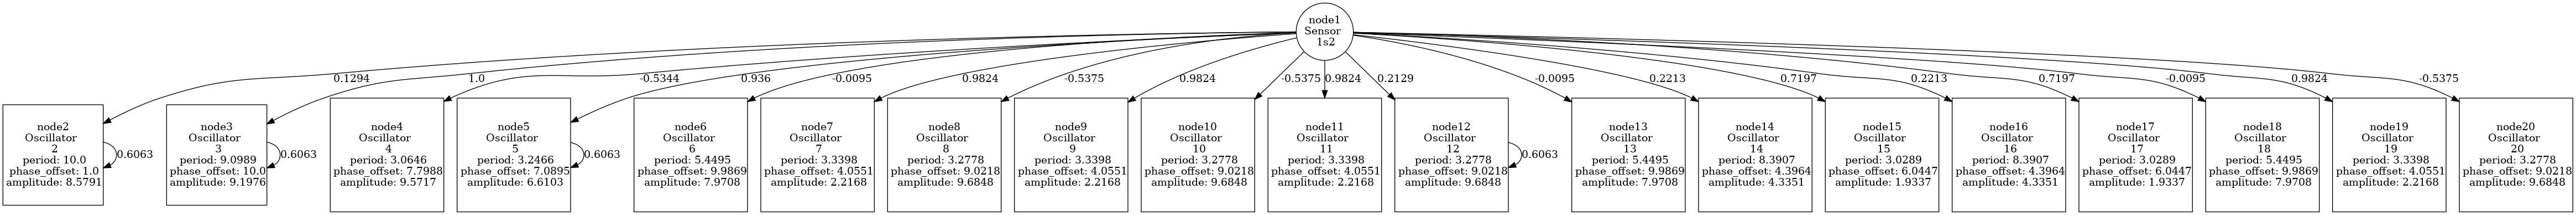 node1
Sensor
1s2
0.1294
1.0
-0.5344
0.936
-0.0095
0.9824
-0.5375
0.9824
-0.5375
0.9824
0.2129
-0.0095
0.2213
0.7197
0.2213
0.7197
-0.0095
0.9824
-0.5375
node2
Oscillator
2
period: 10.0
phase_offset: 1.0
amplitude: 8.5791
0.6063
node3
Oscillator
3
period: 9.0989
phase_offset: 10.0
amplitude: 9.1976
0.6063
node4
Oscillator
4
period: 3.0646
phase_offset: 7.7988
amplitude: 9.5717
node5
Oscillator
5
period: 3.2466
phase_offset: 7.0895
amplitude: 6.6103
0.6063
node6
Oscillator
6
period: 5.4495
phase_offset: 9.9869
amplitude: 7.9708
node7
Oscillator
7
period: 3.3398
phase_offset: 4.0551
amplitude: 2.2168
node8
Oscillator
8
period: 3.2778
phase_offset: 9.0218
amplitude: 9.6848
node9
Oscillator
9
period: 3.3398
phase_offset: 4.0551
amplitude: 2.2168
node10
Oscillator
10
period: 3.2778
phase_offset: 9.0218
amplitude: 9.6848
node11
Oscillator
11
period: 3.3398
phase_offset: 4.0551
amplitude: 2.2168
node12
Oscillator
12
period: 3.2778
phase_offset: 9.0218
amplitude: 9.6848
0.6063
node13
Oscillator
13
period: 5.4495
phase_offset: 9.9869
amplitude: 7.9708
node14
Oscillator
14
period: 8.3907
phase_offset: 4.3964
amplitude: 4.3351
node15
Oscillator
15
period: 3.0289
phase_offset: 6.0447
amplitude: 1.9337
node16
Oscillator
16
period: 8.3907
phase_offset: 4.3964
amplitude: 4.3351
node17
Oscillator
17
period: 3.0289
phase_offset: 6.0447
amplitude: 1.9337
node18
Oscillator
18
period: 5.4495
phase_offset: 9.9869
amplitude: 7.9708
node19
Oscillator
19
period: 3.3398
phase_offset: 4.0551
amplitude: 2.2168
node20
Oscillator
20
period: 3.2778
phase_offset: 9.0218
amplitude: 9.6848